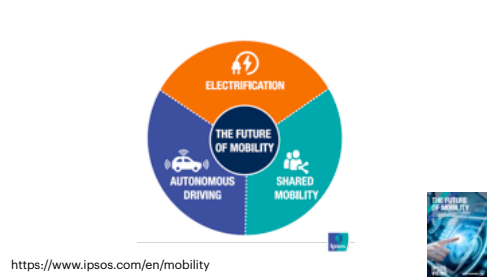 ELECTRIFICATION
THE FUTURE
OF MOBILITY
AUTONOMOUS
DRIVING
SHARED
MOBILITY
Ipsos
https://www.ipsos.com/en/mobility
THE FUTURE
OF MOBILITY